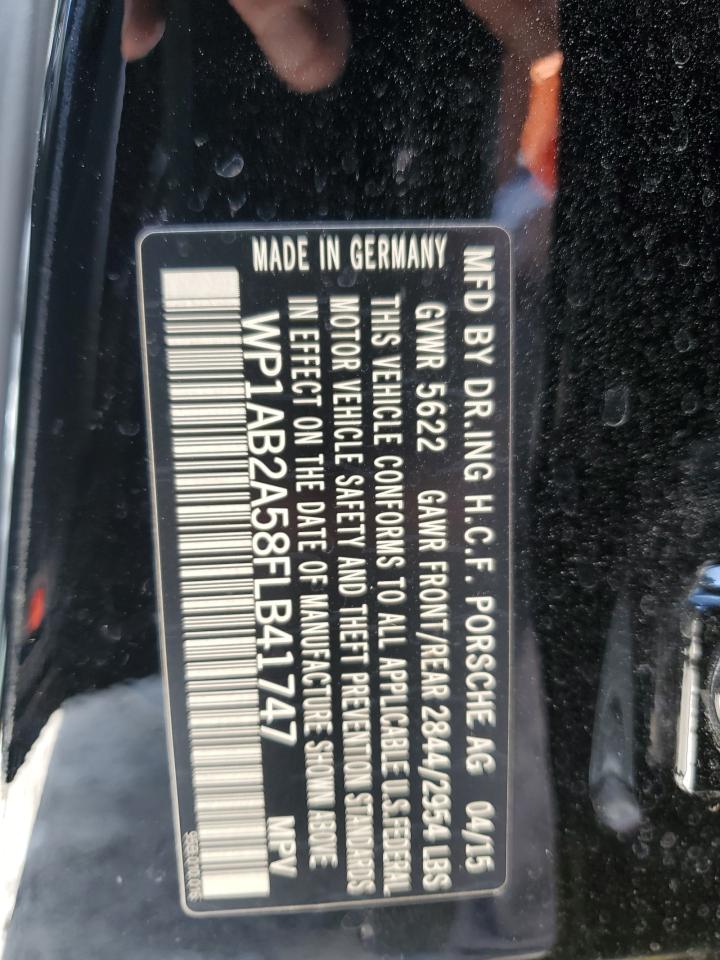 MFD BY DR.ING H.C.F. PORSCHE AG 04/15
GVWR 5622 GAWR FRONT/REAR 2844/2954 LBS
THIS VEHICLE CONFORMS TO ALL APPLICABLE U.S FEDERAL
MOTOR VEHICLE SAFETY AND THEFT PREVENTION STANDARDS
IN EFFECT ON THE DATE OF MANUFACTURE SHOWN ABOVE
MADE IN GERMANY WP1AB2A58FLB41747 MPV